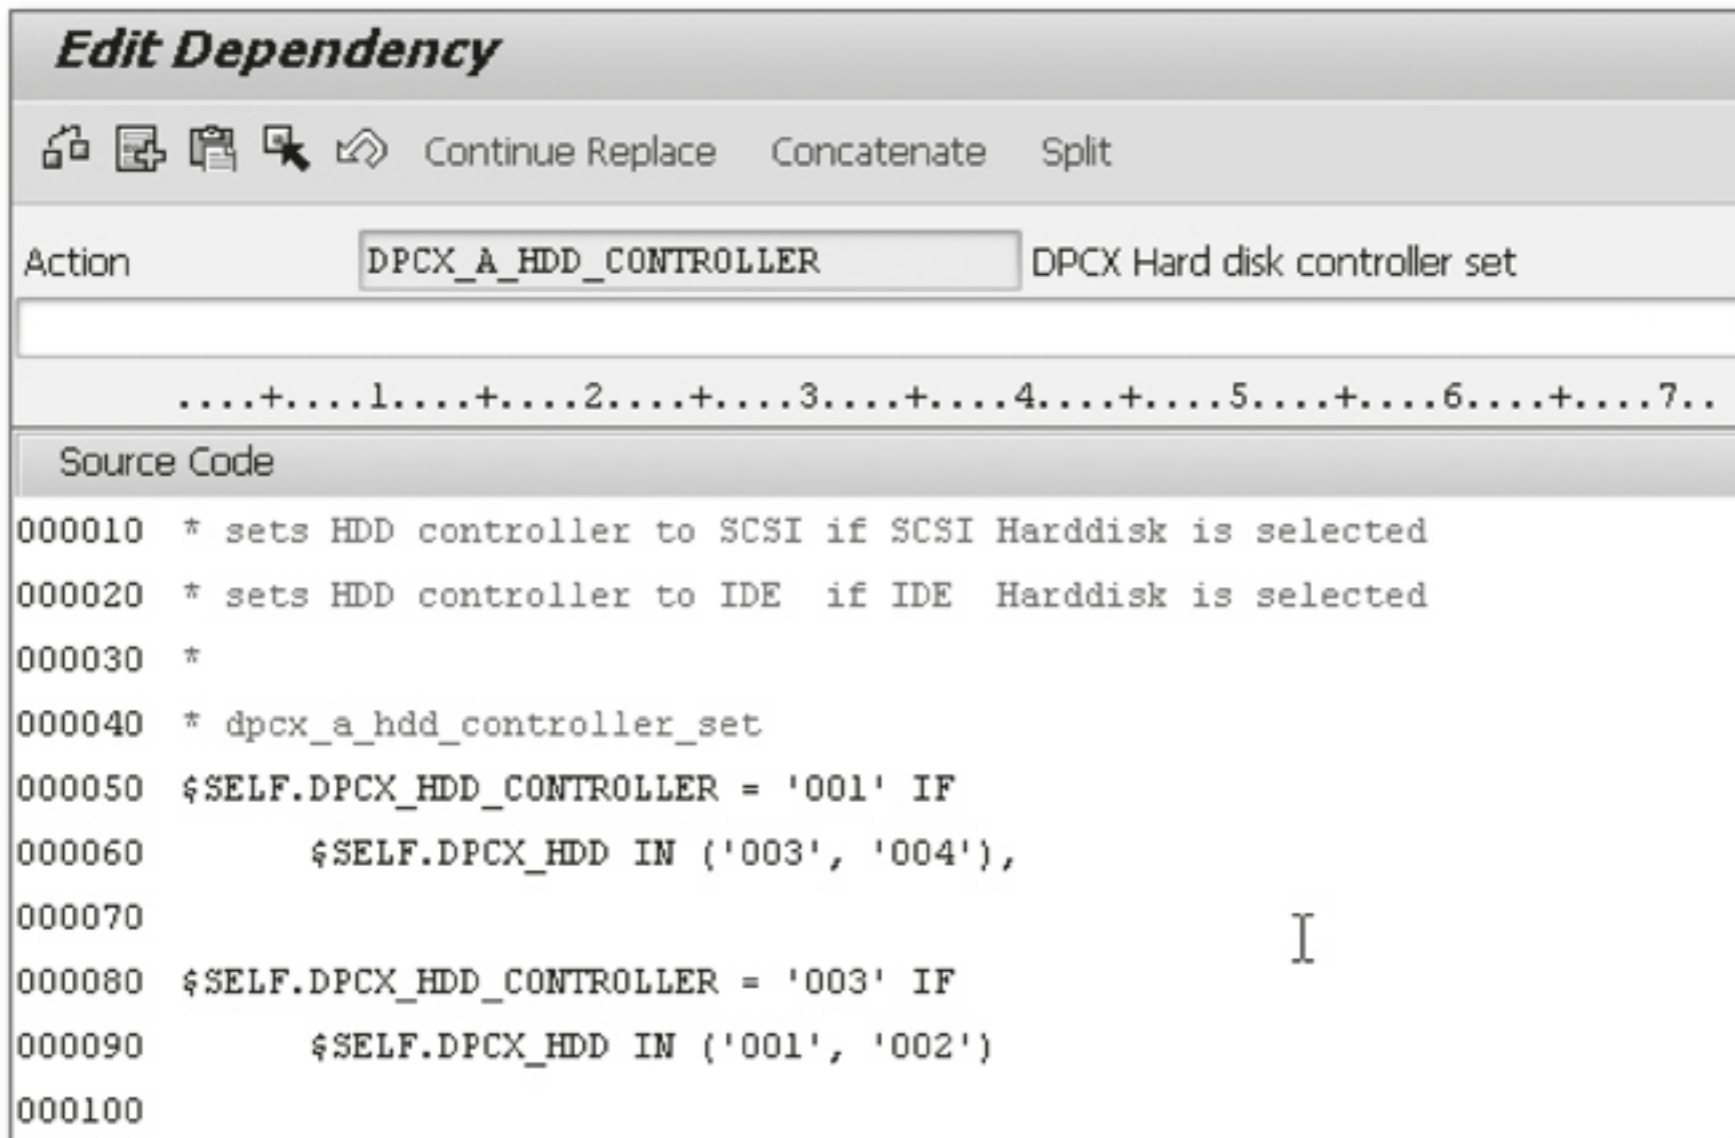 Edit Dependency
Continue Replace Concatenate Split
Action DPCX_A_HDD_CONTROLLER DPCX Hard disk controller set
....+....1....+....2....+....3....+....4....+....5....+....6....+....7..
Source Code
000010 * sets HDD controller to SCSI if SCSI Harddisk is selected
000020 * sets HDD controller to IDE  if IDE  Harddisk is selected
000030 *
000040 * dpcx_a_hdd_controller_set
000050 $SELF.DPCX_HDD_CONTROLLER = '001' IF
000060       $SELF.DPCX_HDD IN ('003', '004'),
000070
000080 $SELF.DPCX_HDD_CONTROLLER = '003' IF
000090       $SELF.DPCX_HDD IN ('001', '002')
000100